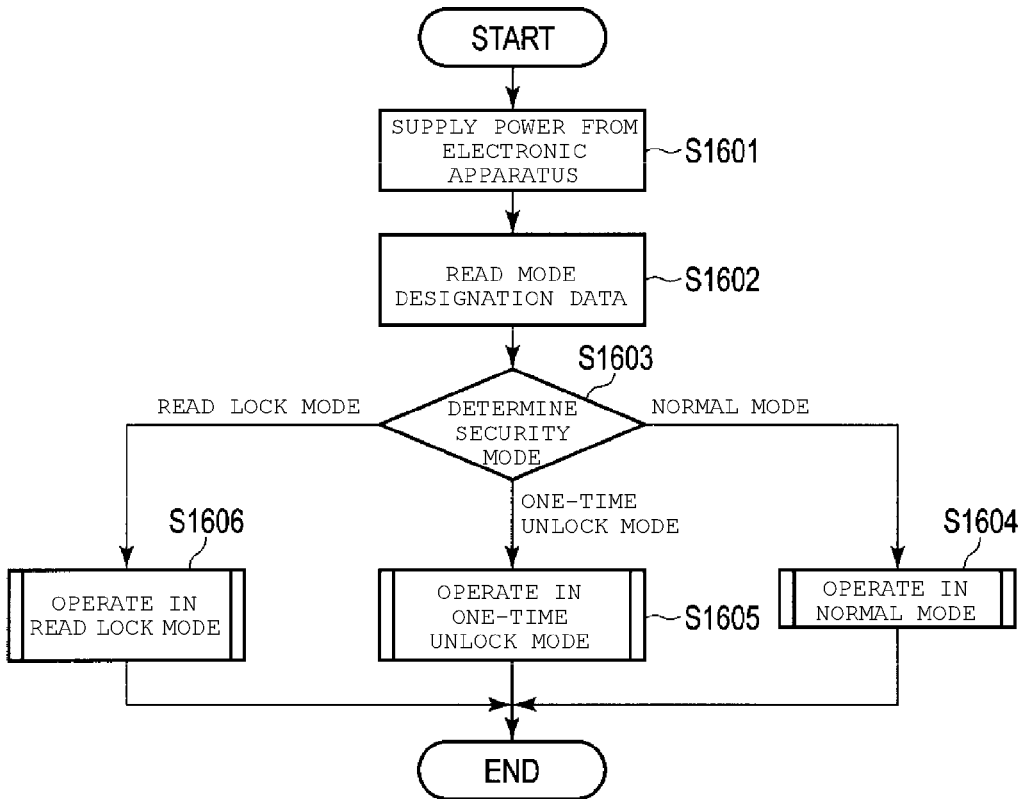 START
SUPPLY POWER FROM
ELECTRONIC
APPARATUS
S1601
READ MODE
DESIGNATION DATA
S1602
S1603
DETERMINE
SECURITY
MODE
READ LOCK MODE
NORMAL MODE
ONE-TIME
UNLOCK MODE
S1606
OPERATE IN
READ LOCK MODE
OPERATE IN
ONE-TIME
UNLOCK MODE
S1605
S1604
OPERATE IN
NORMAL MODE
END